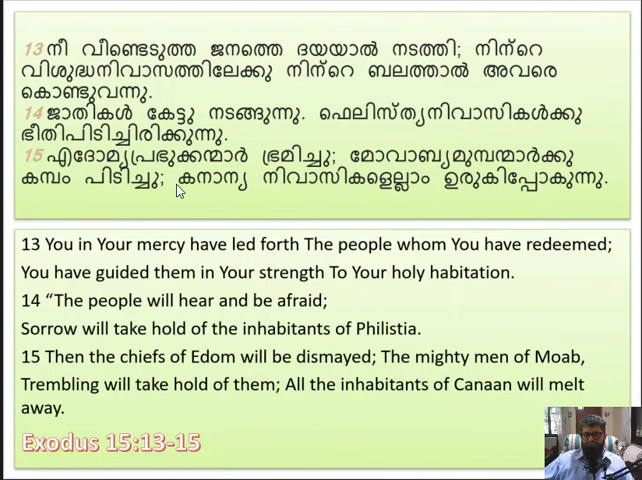 13 നീ വീണ്ടെടുത്ത ജനത്തെ ദയയാൽ നടത്തി; നിന്റെ
വിശുദ്ധനിവാസത്തിലേക്കു നിന്റെ ബലത്താൽ അവരെ
കൊണ്ടുവന്നു.
14 ജാതികൾ കേട്ടു നടങ്ങുന്നു. ഫെലിസ്ത്യനിവാസികൾക്കു
ഭീതിപിടിച്ചിരിക്കുന്നു.
15 എദോമ്യപ്രഭുക്കന്മാർ ഭ്രമിച്ചു; മോവാബ്യമുമ്പന്മാർക്കു
കമ്പം പിടിച്ചു; കനാന്യ നിവാസികളെല്ലാം ഉരുകിപ്പോകുന്നു.
13 You in Your mercy have led forth The people whom You have redeemed;
You have guided them in Your strength To Your holy habitation.
14 “The people will hear and be afraid;
Sorrow will take hold of the inhabitants of Philistia.
15 Then the chiefs of Edom will be dismayed; The mighty men of Moab,
Trembling will take hold of them; All the inhabitants of Canaan will melt
away.
Exodus 15:13-15